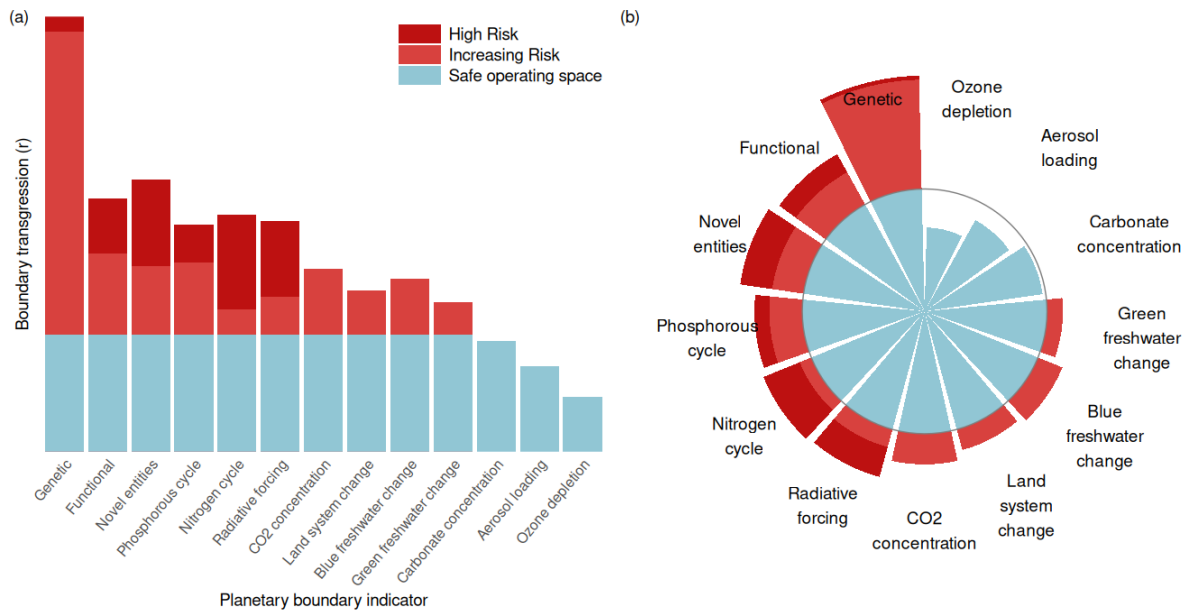 (a)
High Risk
Increasing Risk
Safe operating space
Boundary transgression (r)
Genetic
Functional
Novel entities
Phosphorous cycle
Nitrogen cycle
Radiative forcing
CO2 concentration
Land system change
Blue freshwater change
Green freshwater change
Carbonate concentration
Aerosol loading
Ozone depletion
Planetary boundary indicator
(b)
Genetic
Ozone
depletion
Aerosol
loading
Carbonate
concentration
Green
freshwater
change
Blue
freshwater
change
Land
system
change
CO2
concentration
Radiative
forcing
Nitrogen
cycle
Phosphorous
cycle
Novel
entities
Functional